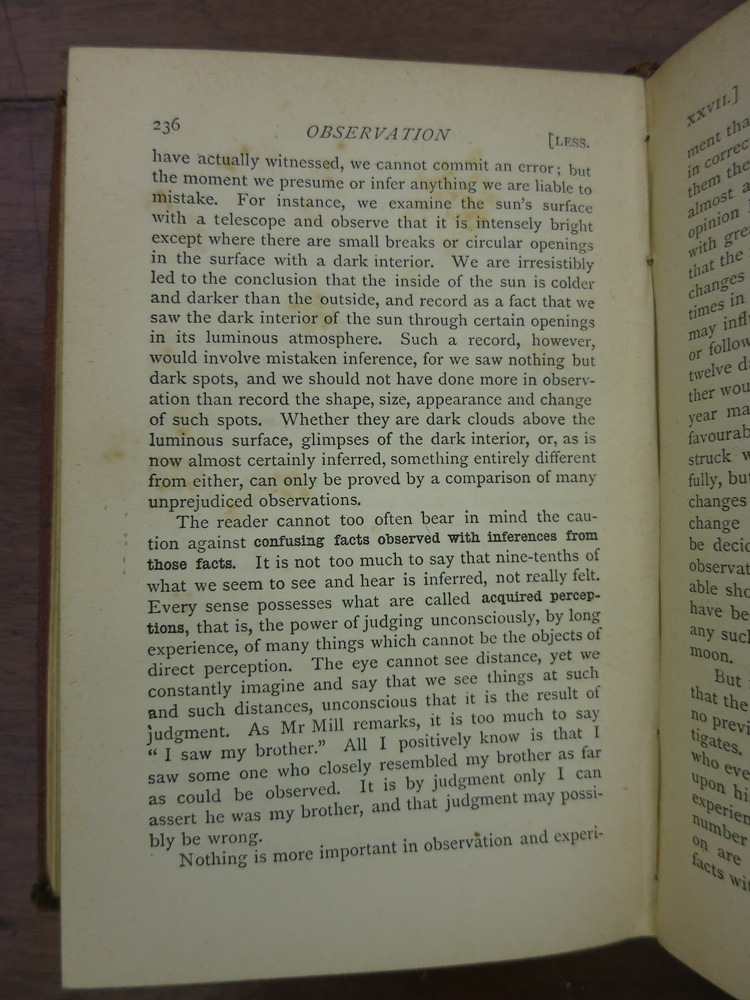 236
OBSERVATION
[LESS.
have actually witnessed, we cannot commit an error; but
the moment we presume or infer anything we are liable to
mistake. For instance, we examine the sun's surface
with a telescope and observe that it is intensely bright
except where there are small breaks or circular openings
in the surface with a dark interior. We are irresistibly
led to the conclusion that the inside of the sun is colder
and darker than the outside, and record as a fact that we
saw the dark interior of the sun through certain openings
in its luminous atmosphere. Such a record, however,
would involve mistaken inference, for we saw nothing but
dark spots, and we should not have done more in observ-
ation than record the shape, size, appearance and change
of such spots. Whether they are dark clouds above the
luminous surface, glimpses of the dark interior, or, as is
now almost certainly inferred, something entirely different
from either, can only be proved by a comparison of many
unprejudiced observations.
The reader cannot too often bear in mind the cau-
tion against confusing facts observed with inferences from
those facts. It is not too much to say that nine-tenths of
what we seem to see and hear is inferred, not really felt.
Every sense possesses what are called acquired percep-
tions, that is, the power of judging unconsciously, by long
experience, of many things which cannot be the objects of
direct perception. The eye cannot see distance, yet we
constantly imagine and say that we see things at such
and such distances, unconscious that it is the result of
judgment. As Mr Mill remarks, it is too much to say
“I saw my brother.” All I positively know is that I
saw some one who closely resembled my brother as far
as could be observed. It is by judgment only I can
assert he was my brother, and that judgment may possi-
bly be wrong.
Nothing is more important in observation and experi-
XXVII.]
ment tha
in correc
them the
almost a
opinion
with grea
that the
changes
times in
may infl
or follow
twelve d
ther wou
year ma
favourab
struck w
fully, but
changes
change
be decid
observat
able sho
have be
any suc
moon.
But
that the
no previ
tigates.
who eve
upon hi
experien
number
on are
facts wi